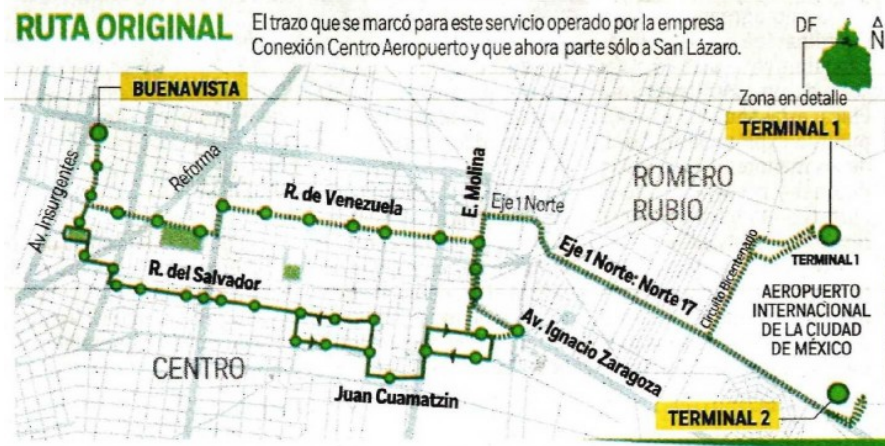 RUTA ORIGINAL
El trazo que se marcó para este servicio operado por la empresa
Conexión Centro Aeropuerto y que ahora parte sólo a San Lázaro.
DF
N
Zona en detalle
BUENAVISTA
TERMINAL 1
Av. Insurgentes
Reforma
R. de Venezuela
E. Molina
Eje 1 Norte
ROMERO
RUBIO
Eje 1 Norte: Norte 17
Circuito Bicentenario
TERMINAL 1
R. del Salvador
AEROPUERTO
INTERNACIONAL
DE LA CIUDAD
DE MÉXICO
Av. Ignacio Zaragoza
CENTRO
Juan Cuamatzin
TERMINAL 2